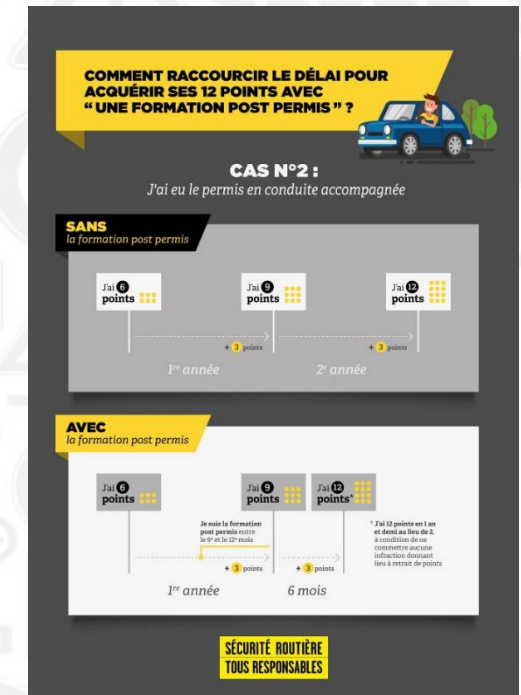 COMMENT RACCOURCIR LE DÉLAI POUR
ACQUÉRIR SES 12 POINTS AVEC
“ UNE FORMATION POST PERMIS ” ?
CAS N°2 :
J'ai eu le permis en conduite accompagnée
SANS
la formation post permis
J'ai 6
points
J'ai 9
points
J'ai 12
points
+ 3 points
+ 3 points
1re année
2e année
AVEC
la formation post permis
J'ai 6
points
J'ai 9
points
J'ai 12
points*
Je suis la formation
post permis entre
le 6e et le 12e mois
* J'ai 12 points en 1 an
et demi au lieu de 2,
à condition de ne
commettre aucune
infraction donnant
lieu à retrait de points
+ 3 points
+ 3 points
1re année
6 mois
SÉCURITÉ ROUTIÈRE
TOUS RESPONSABLES